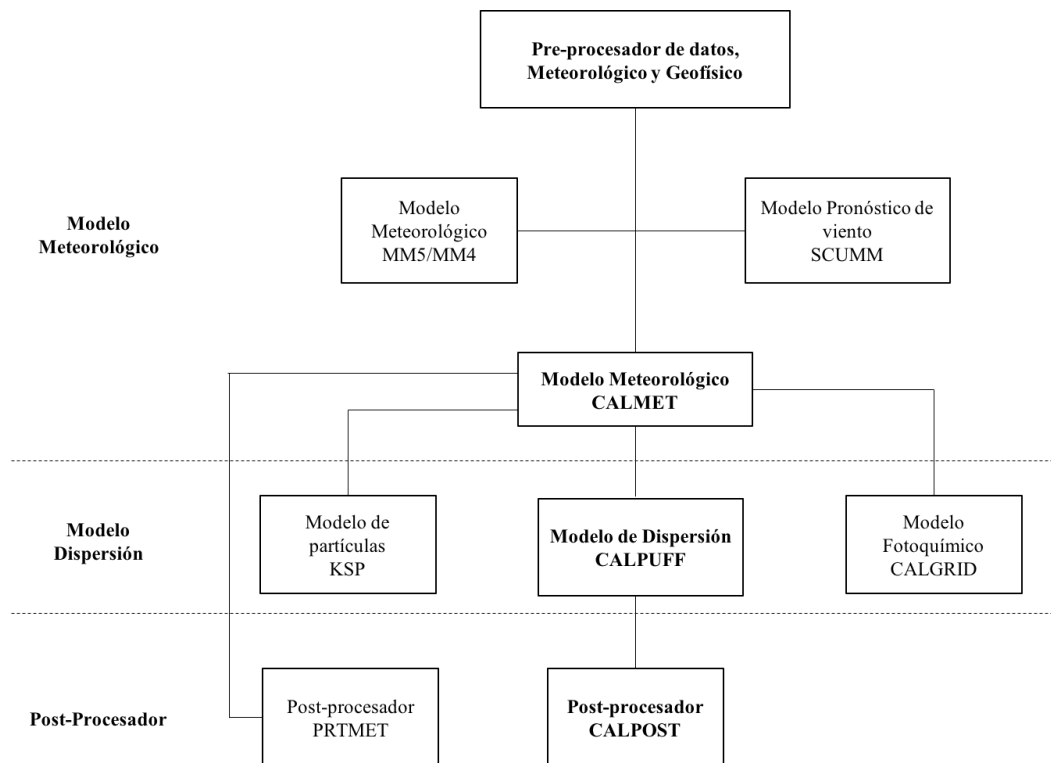 Pre-procesador de datos,
Meteorológico y Geofísico
Modelo
Meteorológico
Modelo
Meteorológico
MM5/MM4
Modelo Pronóstico de
viento
SCUMM
Modelo Meteorológico
CALMET
Modelo
Dispersión
Modelo de
partículas
KSP
Modelo de Dispersión
CALPUFF
Modelo
Fotoquímico
CALGRID
Post-Procesador
Post-procesador
PRTMET
Post-procesador
CALPOST